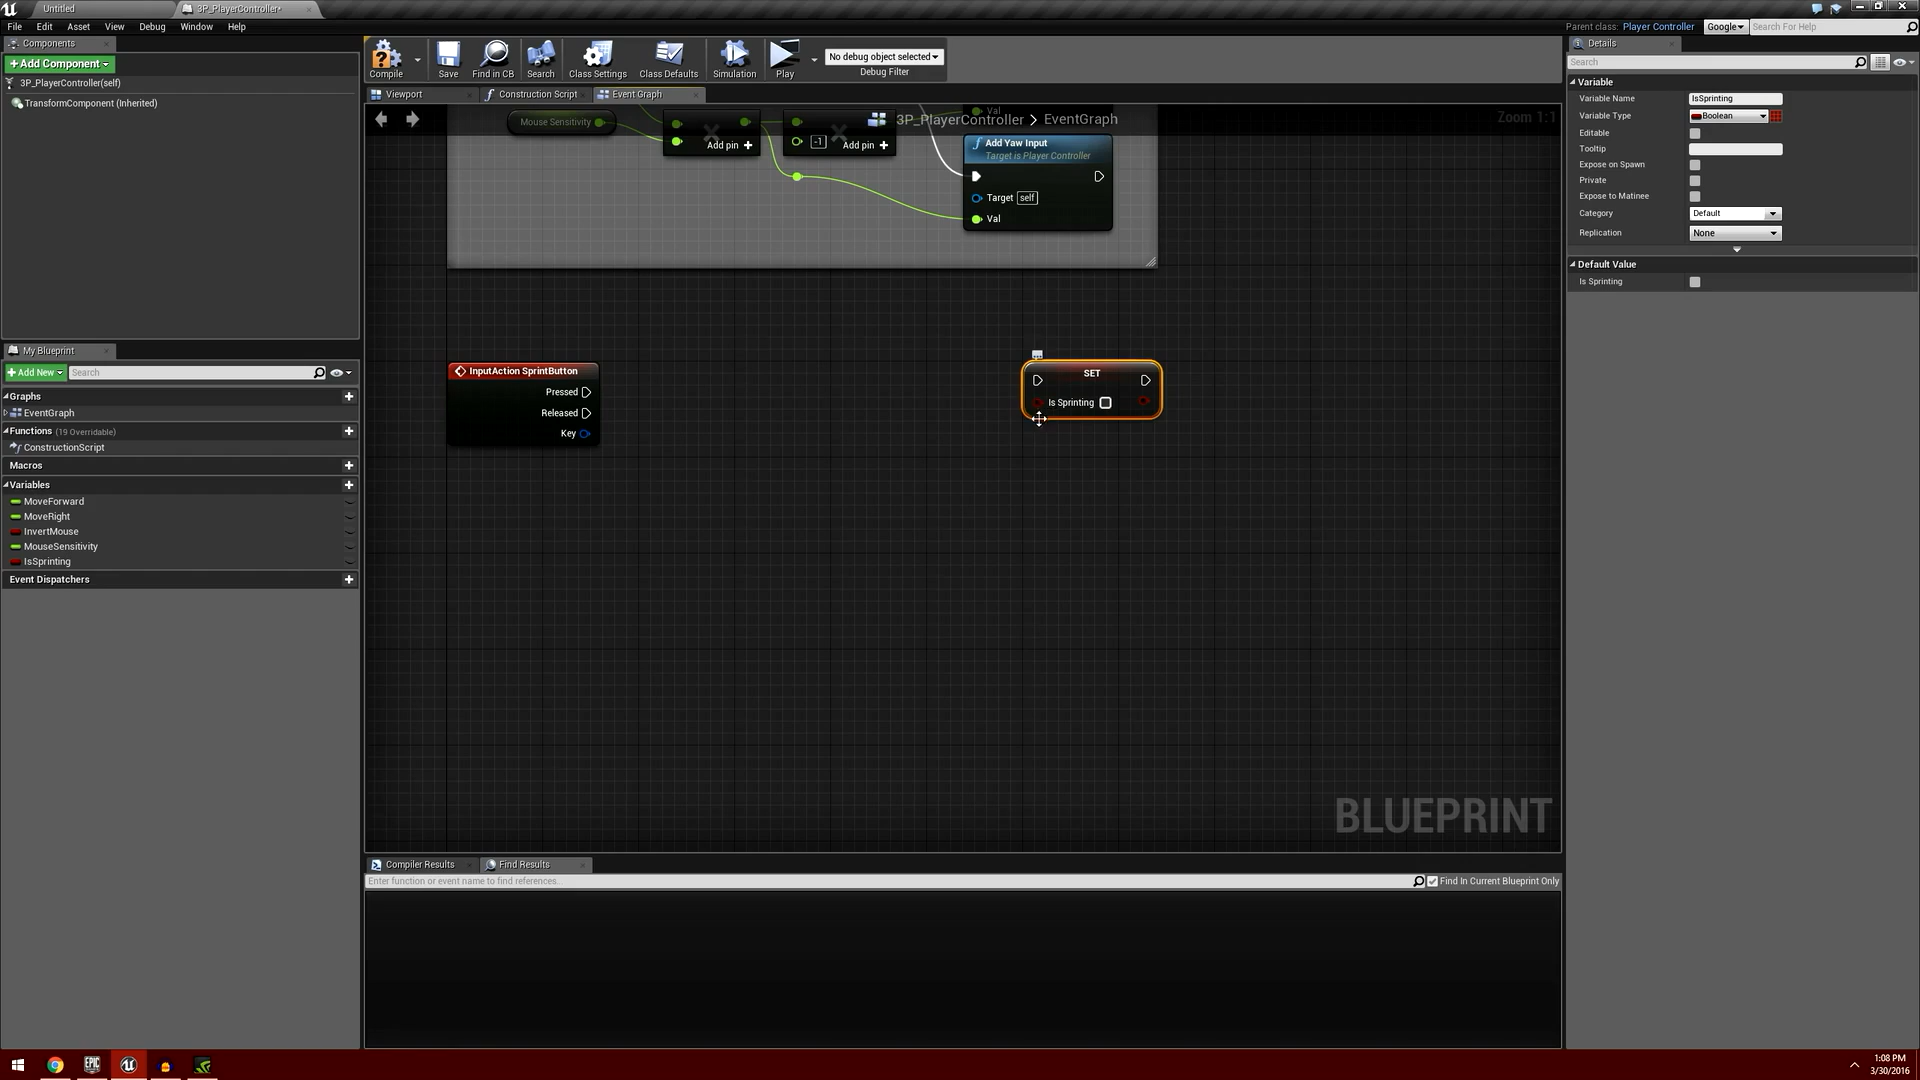 Untitled
3P_PlayerController*
File Edit Asset View Debug Window Help
Parent class: Player Controller
Google
Search For Help
Components
+Add Component
3P_PlayerController(self)
TransformComponent (Inherited)
Compile
Save
Find in CB
Search
Class Settings
Class Defaults
Simulation
Play
No debug object selected
Debug Filter
Viewport
Construction Script
Event Graph
3P_PlayerController > EventGraph
Zoom 1:1
Mouse Sensitivity
Add pin +
-1
Add pin +
Val
Add Yaw Input
Target is Player Controller
Target self
Val
InputAction SprintButton
Pressed
Released
Key
SET
Is Sprinting
BLUEPRINT
My Blueprint
+Add New
Search
Graphs
EventGraph
Functions (19 Overridable)
ConstructionScript
Macros
Variables
MoveForward
MoveRight
InvertMouse
MouseSensitivity
IsSprinting
Event Dispatchers
Compiler Results
Find Results
Enter function or event name to find references...
Find In Current Blueprint Only
Details
Search
Variable
Variable Name IsSprinting
Variable Type Boolean
Editable
Tooltip
Expose on Spawn
Private
Expose to Matinee
Category Default
Replication None
Default Value
Is Sprinting
EPIC
1:08 PM
3/30/2016